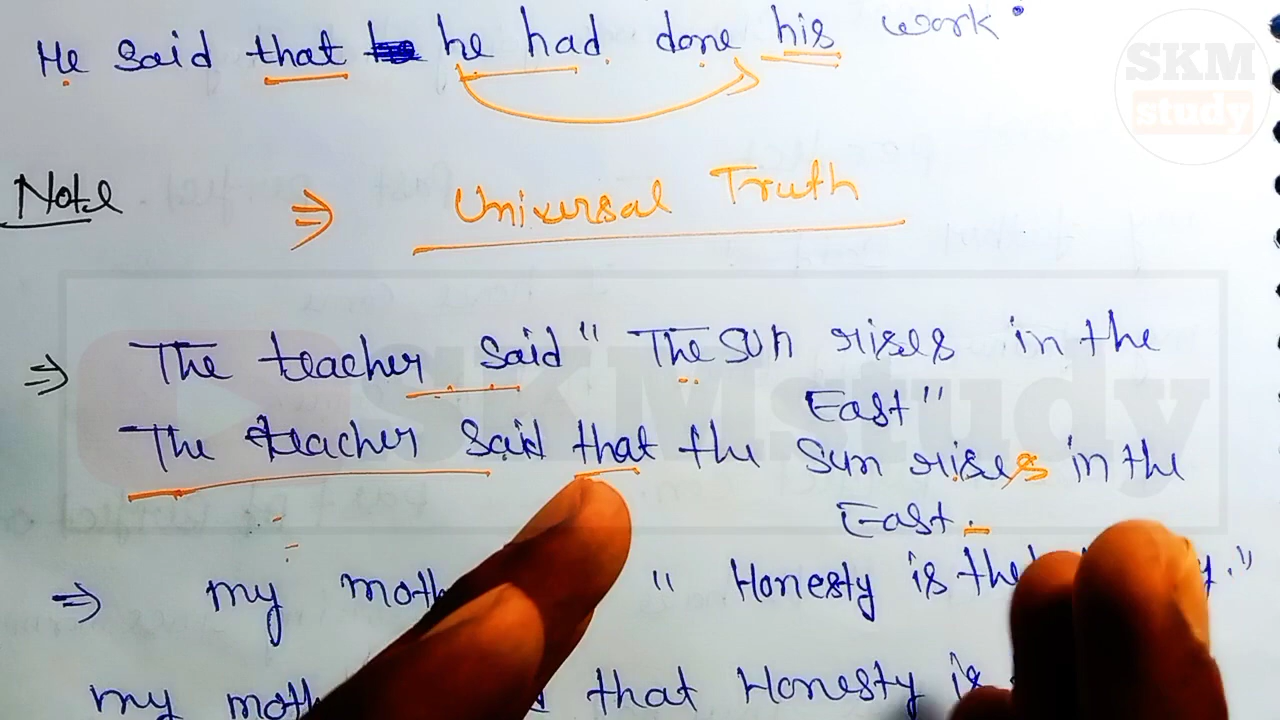 He said that he had done his work.
SKM
study
Note ⇒ Universal Truth
SKMstudy
⇒ The teacher said " The sun rises in the
East"
The teacher said that the sun rises in the
East.
⇒ my " Honesty is the
my that Honesty is